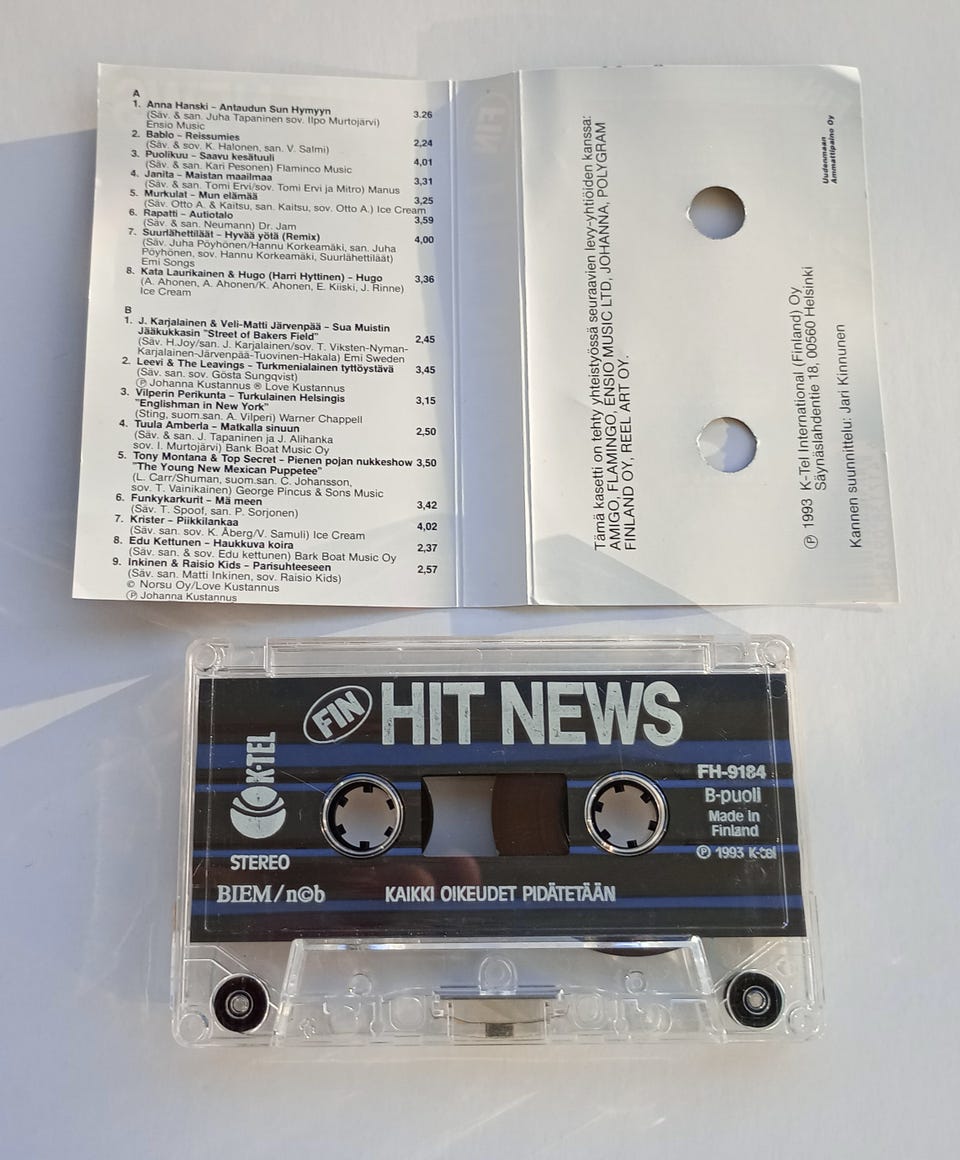 A
1. Anna Hanski – Antaudun Sun Hymyyn 3.26
(Säv. & san. Juha Tapaninen sov. Ilpo Murtojärvi)
Ensio Music
2. Bablo – Reissumies 2,24
(Säv. & sov. K. Halonen, san. V. Salmi)
3. Puolikuu – Saavu kesätuuli 4,01
(Säv. & san. Kari Pesonen) Flaminco Music
4. Janita – Maistan maailmaa 3,31
(Säv. & san. Tomi Ervi/sov. Tomi Ervi ja Mitro) Manus
5. Murkulat – Mun elämää 3,25
(Säv. Otto A. & Kaitsu, san. Kaitsu, sov. Otto A.) Ice Cream
6. Rapatti – Autiotalo 3,59
(Säv. & san. Neumann) Dr. Jam
7. Suurlähettiläät – Hyvää yötä (Remix) 4,00
(Säv. Juha Pöyhönen/Hannu Korkeamäki, san. Juha
Pöyhönen, sov. Hannu Korkeamäki, Suurlähettiläät)
Emi Songs
8. Kata Laurikainen & Hugo (Harri Hyttinen) – Hugo 3,36
(A. Ahonen, A. Ahonen/K. Ahonen, E. Kiiski, J. Rinne)
Ice Cream
B
1. J. Karjalainen & Veli-Matti Järvenpää – Sua Muistin
Jääkukkasin "Street of Bakers Field" 2,45
(Säv. H.Joy/san. J. Karjalainen/sov. T. Viksten-Nyman-
Karjalainen-Järvenpää-Tuovinen-Hakala) Emi Sweden
2. Leevi & The Leavings – Turkmenialainen tyttöystävä 3,45
(Säv. san. sov. Gösta Sungqvist)
℗ Johanna Kustannus ® Love Kustannus
3. Vilperin Perikunta – Turkulainen Helsingis 3,15
"Englishman in New York"
(Sting, suom.san. A. Vilperi) Warner Chappell
4. Tuula Amberla – Matkalla sinuun 2,50
(Säv. & san. J. Tapaninen ja J. Alihanka
sov. I. Murtojärvi) Bank Boat Music Oy
5. Tony Montana & Top Secret – Pienen pojan nukkeshow 3,50
"The Young New Mexican Puppetee"
(L. Carr/Shuman, suom.san. C. Johansson,
sov. T. Vainikainen) George Pincus & Sons Music
6. Funkykarkurit – Mä meen 3,42
(Säv. T. Spoof, san. P. Sorjonen)
7. Krister – Piikkilankaa 4,02
(Säv. san. sov. K. Åberg/V. Samuli) Ice Cream
8. Edu Kettunen – Haukkuva koira 2,37
(Säv. san. & sov. Edu kettunen) Bark Boat Music Oy
9. Inkinen & Raisio Kids – Parisuhteeseen 2,57
(Säv. san. Matti Inkinen, sov. Raisio Kids)
© Norsu Oy/Love Kustannus
℗ Johanna Kustannus
FIN
Tämä kasetti on tehty yhteistyössä seuraavien levy-yhtiöiden kanssa:
AMIGO, FLAMINGO, ENSIO MUSIC LTD, JOHANNA, POLYGRAM
FINLAND OY, REEL ART OY.
℗ 1993 K-Tel International (Finland) Oy
Säynäslahdentie 18, 00560 Helsinki
Kannen suunnittelu: Jari Kinnunen
Uudenmaan
Ammattipaino Oy
FIN HIT NEWS
K-TEL
FH-9184
B-puoli
Made in
Finland
℗ 1993 K-tel
STEREO
BIEM/n©b
KAIKKI OIKEUDET PIDÄTETÄÄN